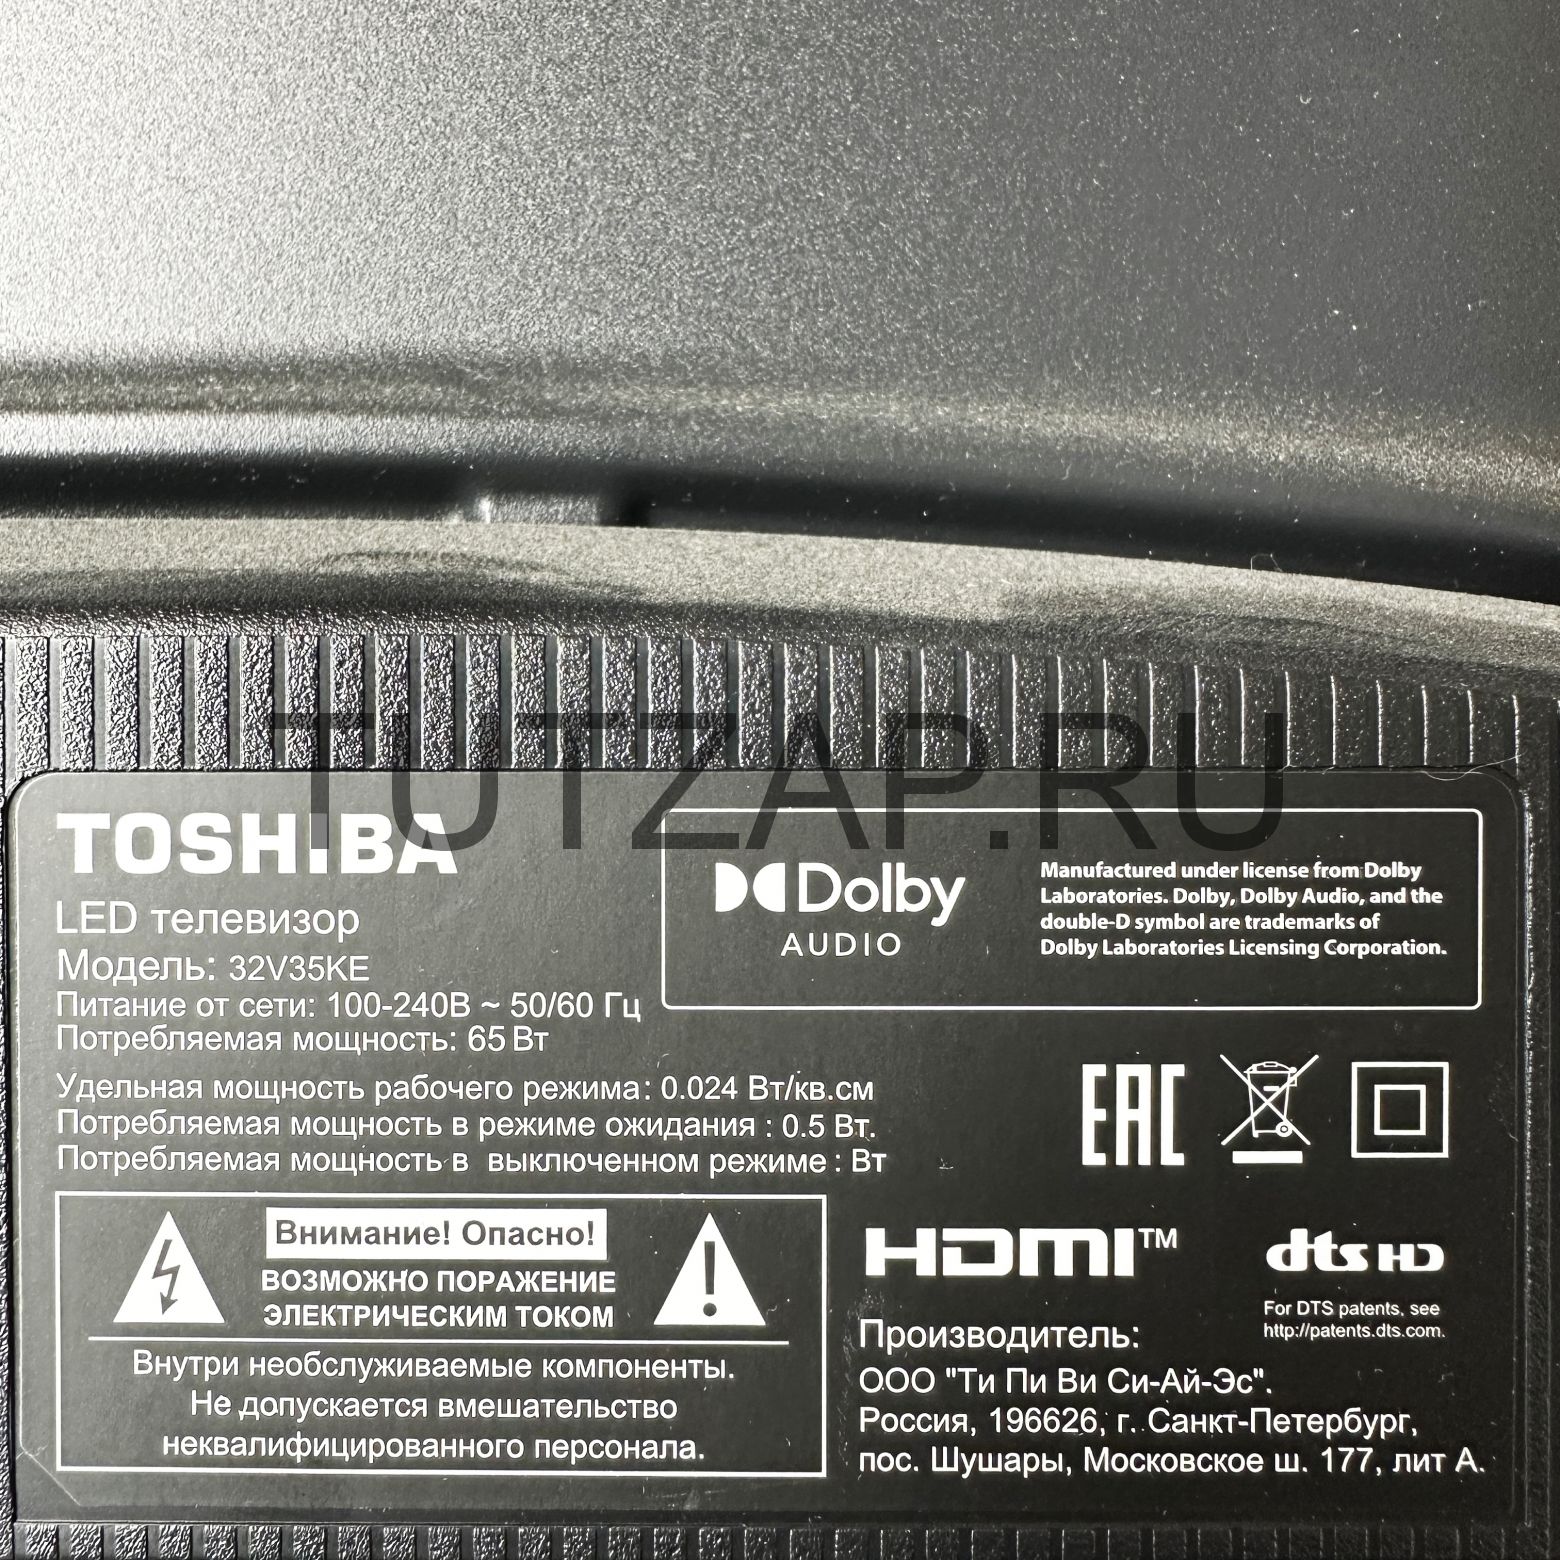 TUTZAP.RU
TOSHIBA
LED телевизор
Модель: 32V35KE
Питание от сети: 100-240В ~ 50/60 Гц
Потребляемая мощность: 65 Вт
Удельная мощность рабочего режима: 0.024 Вт/кв.см
Потребляемая мощность в режиме ожидания : 0.5 Вт.
Потребляемая мощность в выключенном режиме : Вт
Dolby
AUDIO
Manufactured under license from Dolby
Laboratories. Dolby, Dolby Audio, and the
double-D symbol are trademarks of
Dolby Laboratories Licensing Corporation.
EAC
Внимание! Опасно!
ВОЗМОЖНО ПОРАЖЕНИЕ
ЭЛЕКТРИЧЕСКИМ ТОКОМ
Внутри необслуживаемые компоненты.
Не допускается вмешательство
неквалифицированного персонала.
HDMI™
dts HD
For DTS patents, see
http://patents.dts.com.
Производитель:
ООО "Ти Пи Ви Си-Ай-Эс".
Россия, 196626, г. Санкт-Петербург,
пос. Шушары, Московское ш. 177, лит А.